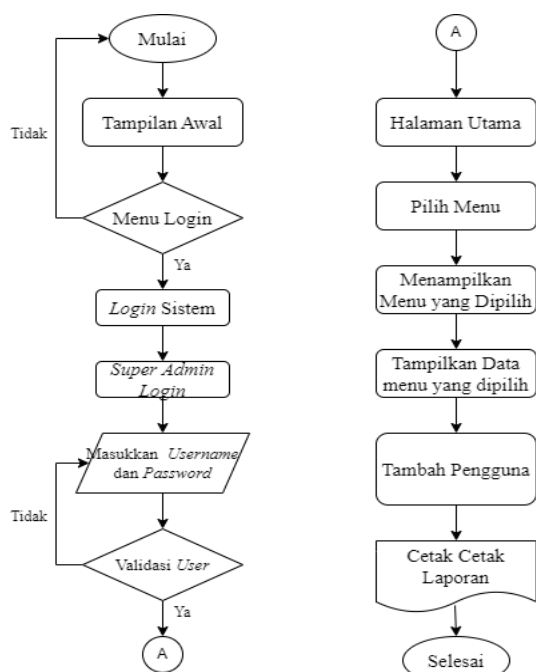 Mulai
Tampilan Awal
Tidak
Menu Login
Ya
Login Sistem
Super Admin
Login
Masukkan Username
dan Password
Tidak
Validasi User
Ya
A
A
Halaman Utama
Pilih Menu
Menampilkan
Menu yang Dipilih
Tampilkan Data
menu yang dipilih
Tambah Pengguna
Cetak Cetak
Laporan
Selesai